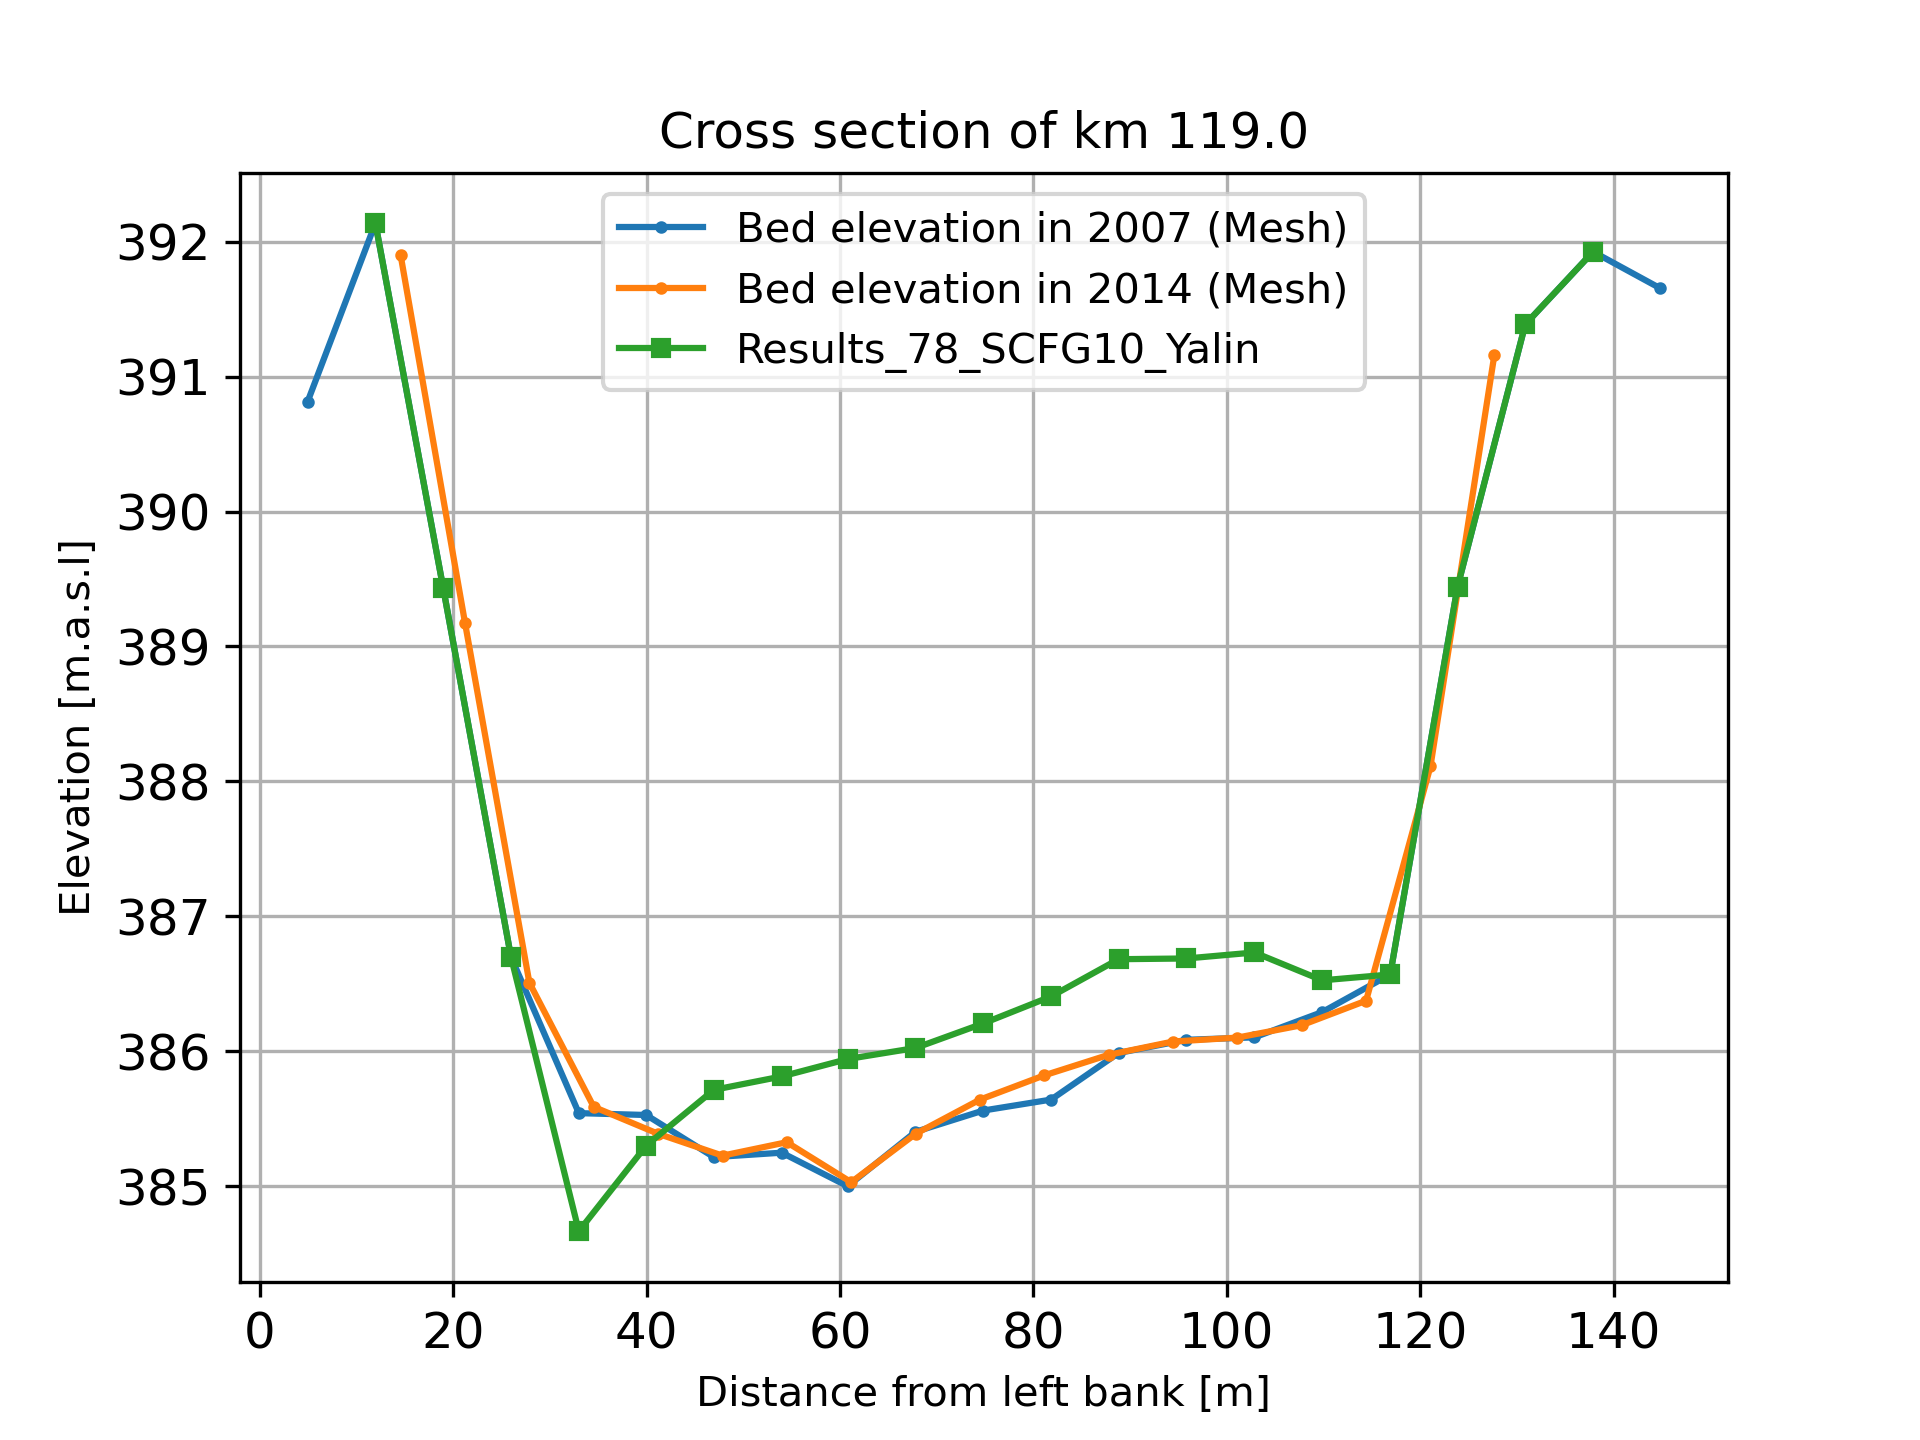 Cross section of km 119.0
Bed elevation in 2007 (Mesh)
Bed elevation in 2014 (Mesh)
Results_78_SCFG10_Yalin
392
391
390
389
388
387
386
385
Elevation [m.a.s.l]
0 20 40 60 80 100 120 140
Distance from left bank [m]